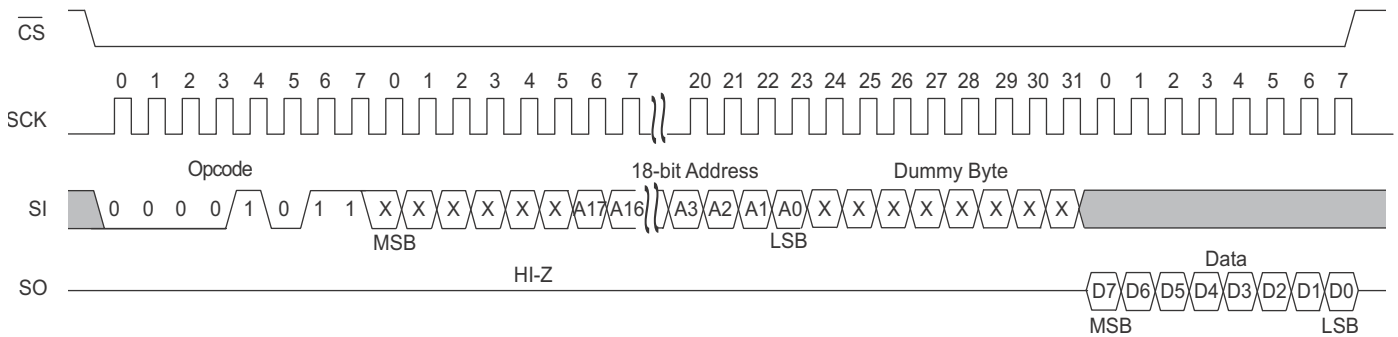 CS
0 1 2 3 4 5 6 7 0 1 2 3 4 5 6 7 20 21 22 23 24 25 26 27 28 29 30 31 0 1 2 3 4 5 6 7
SCK
Opcode 18-bit Address Dummy Byte
SI 0 0 0 0 1 0 1 1 X X X X X X A17 A16 A3 A2 A1 A0 X X X X X X X X
MSB LSB
HI-Z Data
SO D7 D6 D5 D4 D3 D2 D1 D0
MSB LSB